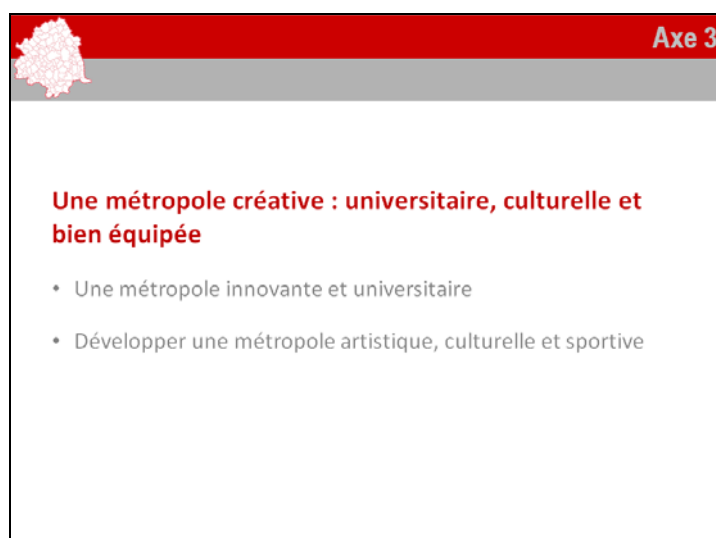 Axe 3
Une métropole créative : universitaire, culturelle et
bien équipée
• Une métropole innovante et universitaire
• Développer une métropole artistique, culturelle et sportive